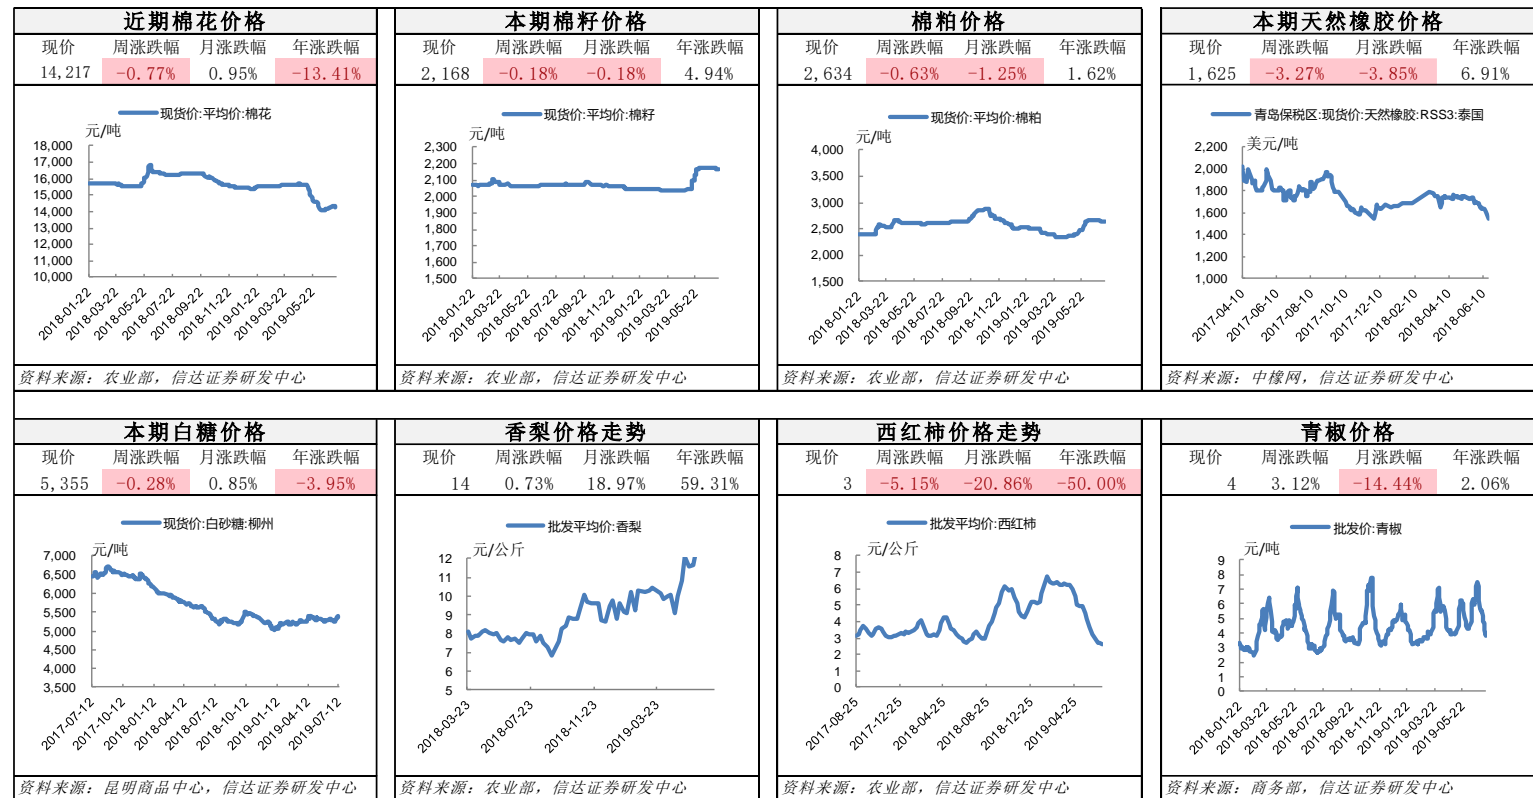 近期棉花价格
现价 周涨跌幅 月涨跌幅 年涨跌幅
14,217 -0.77% 0.95% -13.41%
现货价:平均价:棉花
元/吨
18,000
17,000
16,000
15,000
14,000
13,000
12,000
11,000
10,000
2018-01-22 2018-03-22 2018-05-22 2018-07-22 2018-09-22 2018-11-22 2019-01-22 2019-03-22 2019-05-22
资料来源：农业部，信达证券研发中心
本期棉籽价格
现价 周涨跌幅 月涨跌幅 年涨跌幅
2,168 -0.18% -0.18% 4.94%
现货价:平均价:棉籽
元/吨
2,300
2,200
2,100
2,000
1,900
1,800
1,700
1,600
1,500
2018-01-22 2018-03-22 2018-05-22 2018-07-22 2018-09-22 2018-11-22 2019-01-22 2019-03-22 2019-05-22
资料来源：农业部，信达证券研发中心
棉粕价格
现价 周涨跌幅 月涨跌幅 年涨跌幅
2,634 -0.63% -1.25% 1.62%
现货价:平均价:棉粕
元/吨
4,000
3,500
3,000
2,500
2,000
1,500
2018-01-22 2018-03-22 2018-05-22 2018-07-22 2018-09-22 2018-11-22 2019-01-22 2019-03-22 2019-05-22
资料来源：农业部，信达证券研发中心
本期天然橡胶价格
现价 周涨跌幅 月涨跌幅 年涨跌幅
1,625 -3.27% -3.85% 6.91%
青岛保税区:现货价:天然橡胶:RSS3:泰国
美元/吨
2,200
2,000
1,800
1,600
1,400
1,200
1,000
2017-04-10 2017-06-10 2017-08-10 2017-10-10 2017-12-10 2018-02-10 2018-04-10 2018-06-10
资料来源：中橡网，信达证券研发中心
本期白糖价格
现价 周涨跌幅 月涨跌幅 年涨跌幅
5,355 -0.28% 0.85% -3.95%
现货价:白砂糖:柳州
元/吨
7,000
6,500
6,000
5,500
5,000
4,500
4,000
3,500
2017-07-12 2017-10-12 2018-01-12 2018-04-12 2018-07-12 2018-10-12 2019-01-12 2019-04-12 2019-07-12
资料来源：昆明商品中心，信达证券研发中心
香梨价格走势
现价 周涨跌幅 月涨跌幅 年涨跌幅
14 0.73% 18.97% 59.31%
批发平均价:香梨
元/公斤
12
11
10
9
8
7
6
5
2018-03-23 2018-07-23 2018-11-23 2019-03-23
资料来源：农业部，信达证券研发中心
西红柿价格走势
现价 周涨跌幅 月涨跌幅 年涨跌幅
3 -5.15% -20.86% -50.00%
批发平均价:西红柿
元/公斤
8
7
6
5
4
3
2
1
0
2017-08-25 2017-12-25 2018-04-25 2018-08-25 2018-12-25 2019-04-25
资料来源：农业部，信达证券研发中心
青椒价格
现价 周涨跌幅 月涨跌幅 年涨跌幅
4 3.12% -14.44% 2.06%
批发价:青椒
元/吨
9
8
7
6
5
4
3
2
1
0
2018-01-22 2018-03-22 2018-05-22 2018-07-22 2018-09-22 2018-11-22 2019-01-22 2019-03-22 2019-05-22
资料来源：商务部，信达证券研发中心